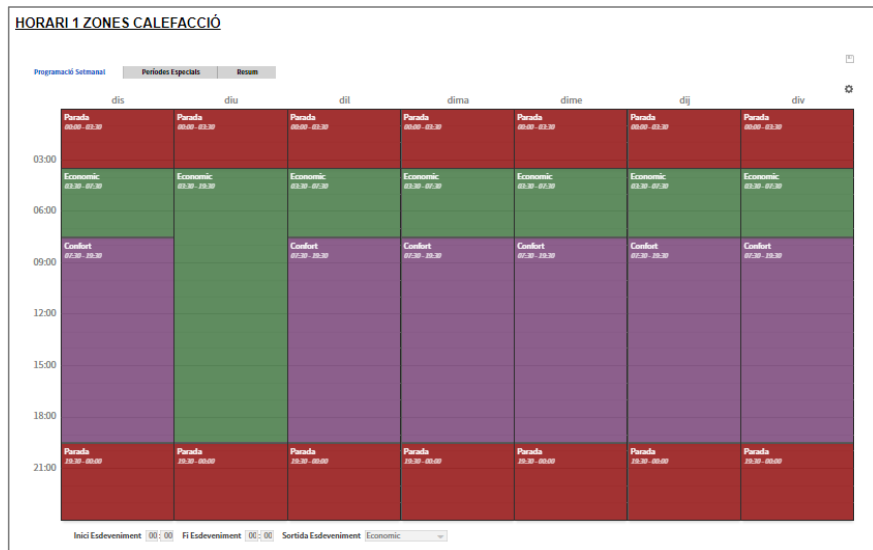 HORARI 1 ZONES CALEFACCIÓ
Programació Setmanal Períodes Especials Resum
dis diu dil dima dime dij div
Parada Parada Parada Parada Parada Parada Parada
00:00 - 03:30 00:00 - 03:30 00:00 - 03:30 00:00 - 03:30 00:00 - 03:30 00:00 - 03:30 00:00 - 03:30
03:00
Economic Economic Economic Economic Economic Economic Economic
03:30 - 07:30 03:30 - 19:30 03:30 - 07:30 03:30 - 07:30 03:30 - 07:30 03:30 - 07:30 03:30 - 07:30
06:00
Confort Confort Confort Confort Confort Confort
07:30 - 19:30 07:30 - 19:30 07:30 - 19:30 07:30 - 19:30 07:30 - 19:30 07:30 - 19:30
09:00
12:00
15:00
18:00
Parada Parada Parada Parada Parada Parada Parada
19:30 - 00:00 19:30 - 00:00 19:30 - 00:00 19:30 - 00:00 19:30 - 00:00 19:30 - 00:00 19:30 - 00:00
21:00
Inici Esdeveniment 00 : 00 Fi Esdeveniment 00 : 00 Sortida Esdeveniment Economic